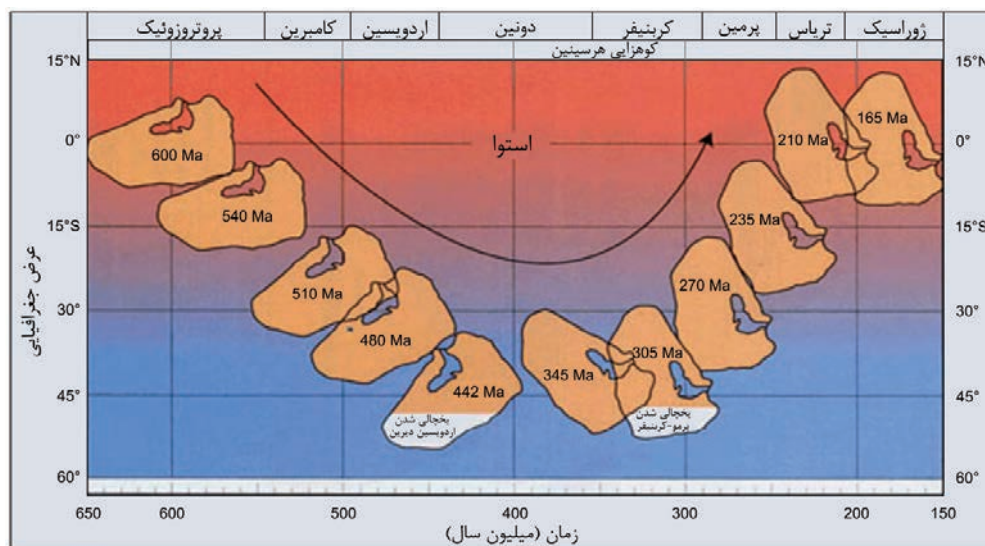 پروتروزوئیک کامبرین اردویسین دونین کربنیفر پرمین تریاس ژوراسیک
کوهزایی هرسینین
15°N 15°N
0° استوا 0°
15°S 15°S
30° 30°
45° 45°
60° 60°
عرض جغرافیایی
600 Ma
540 Ma
510 Ma
480 Ma
442 Ma
یخچالی شدن
اردویسین دیرین
345 Ma
305 Ma
یخچالی شدن
پرمو-کربنیفر
270 Ma
235 Ma
210 Ma
165 Ma
650 600 500 400 300 200 150
زمان (میلیون سال)